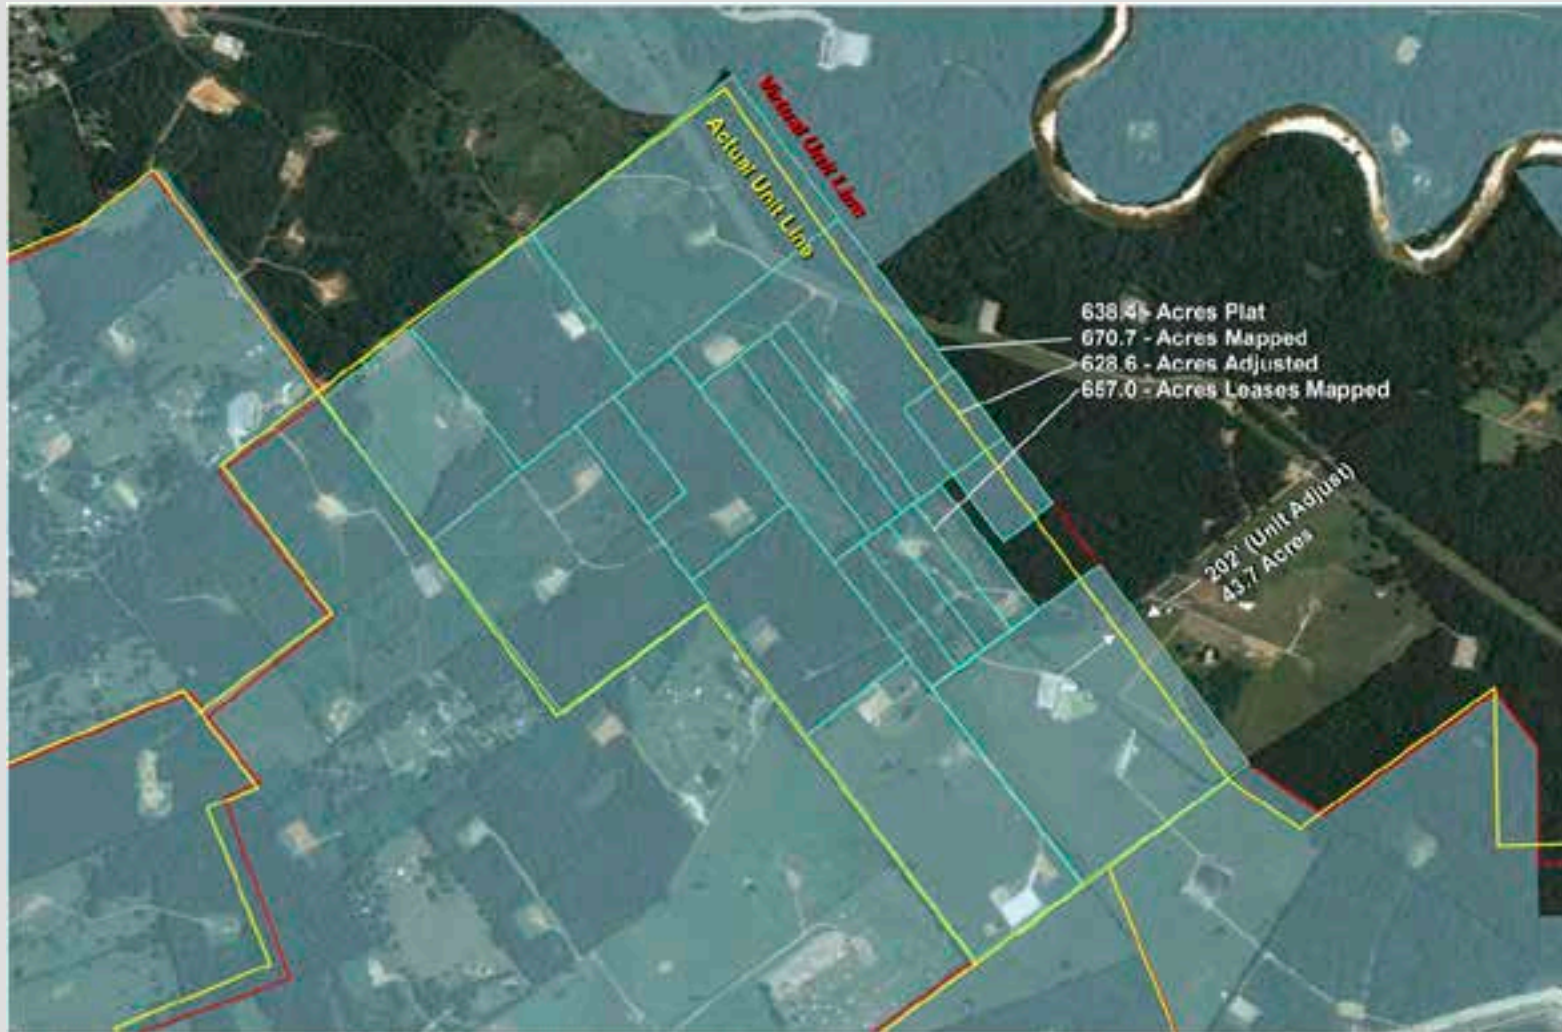 Virtual Unit Line
Actual Unit Line
638.4 - Acres Plat
670.7 - Acres Mapped
628.6 - Acres Adjusted
657.0 - Acres Leases Mapped
202' (Unit Adjust)
43.7 Acres